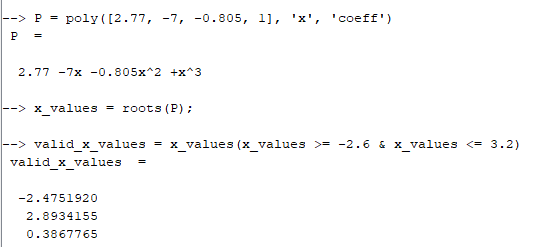 --> P = poly([2.77, -7, -0.805, 1], 'x', 'coeff')
P =
2.77 -7x -0.805x^2 +x^3
--> x_values = roots(P);
--> valid_x_values = x_values(x_values >= -2.6 & x_values <= 3.2)
valid_x_values =
-2.4751920
2.8934155
0.3867765